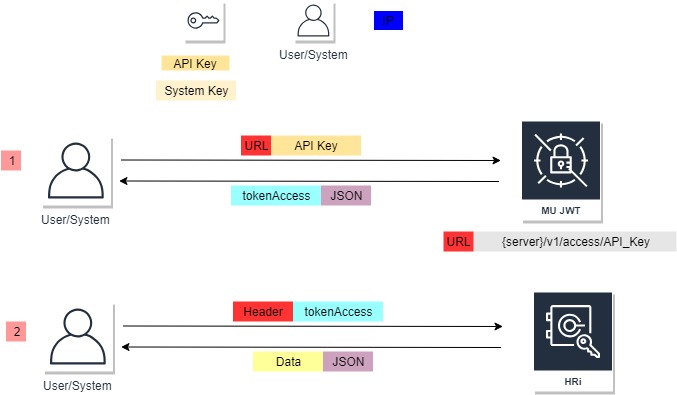 User/System
IP
API Key
System Key
1
User/System
URL API Key
tokenAccess JSON
MU JWT
URL {server}/v1/access/API_Key
2
User/System
Header tokenAccess
Data JSON
HRi